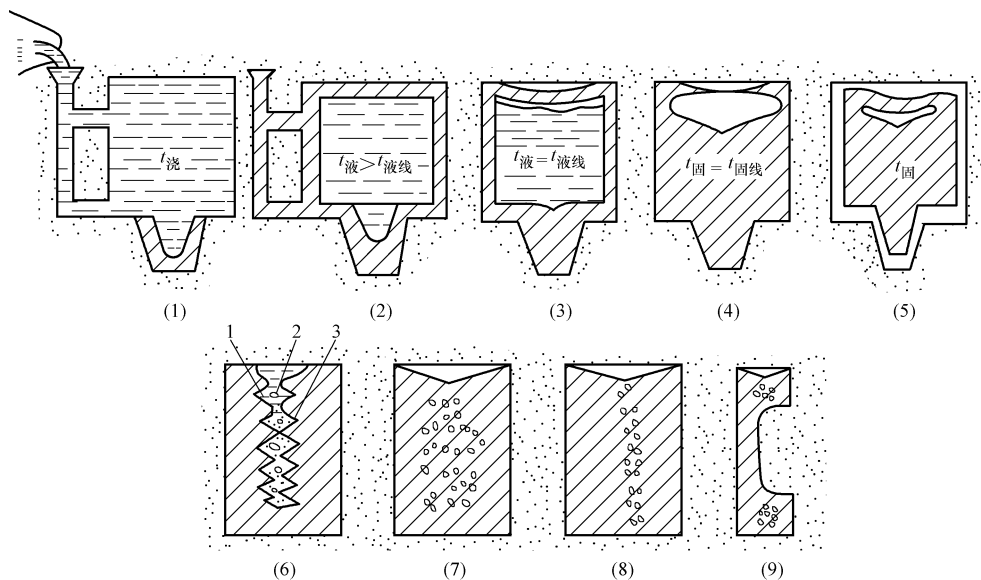 t浇
t液>t液线
t液=t液线
t固=t固线
t固
(1) (2) (3) (4) (5)
1 2 3
(6) (7) (8) (9)